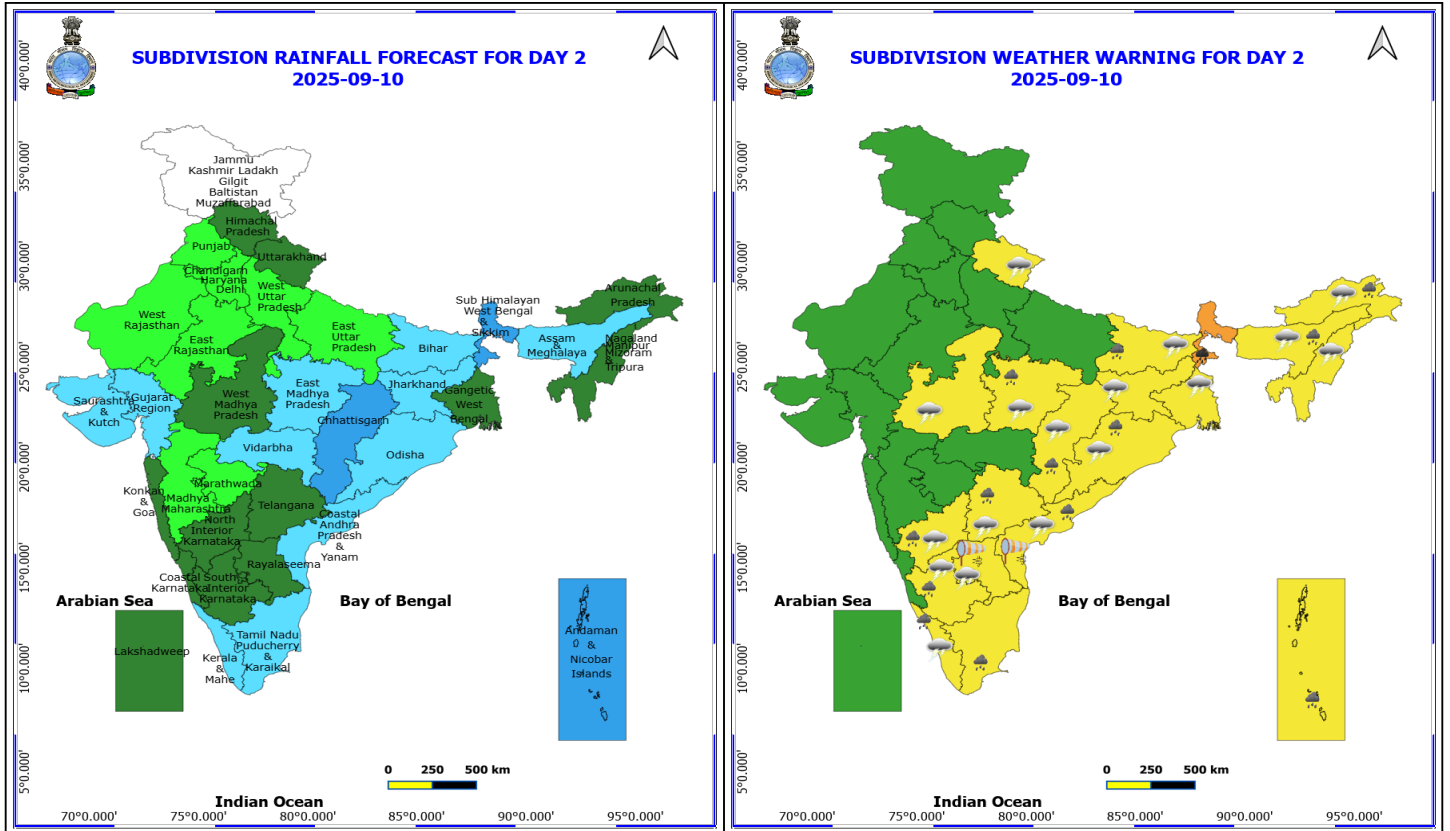 SUBDIVISION RAINFALL FORECAST FOR DAY 2
2025-09-10
40°0.000'
35°0.000'
30°0.000'
25°0.000'
20°0.000'
15°0.000'
10°0.000'
5°0.000'
Jammu
Kashmir Ladakh
Gilgit
Baltistan
Muzaffarabad
Himachal
Pradesh
Punjab
Uttarakhand
Chandigarh
Haryana
Delhi
West
Uttar
Pradesh
West
Rajasthan
East
Rajasthan
East
Uttar
Pradesh
Sub Himalayan
West Bengal
&
Sikkim
Arunachal
Pradesh
Assam
&
Meghalaya
Nagaland
Manipur
Mizoram
&
Tripura
Bihar
Jharkhand
Gangetic
West
Bengal
East
Madhya
Pradesh
West
Madhya
Pradesh
Gujarat
Region
Saurashtra
&
Kutch
Chhattisgarh
Vidarbha
Odisha
Konkan
&
Goa
Madhya
Maharashtra
Marathwada
Telangana
North
Interior
Karnataka
Coastal
Andhra
Pradesh
&
Yanam
Rayalaseema
Coastal
Karnataka
South
Interior
Karnataka
Arabian Sea
Bay of Bengal
Lakshadweep
Kerala
&
Mahe
Tamil Nadu
Puducherry
&
Karaikal
Andaman
&
Nicobar
Islands
0 250 500 km
Indian Ocean
70°0.000' 75°0.000' 80°0.000' 85°0.000' 90°0.000' 95°0.000'
SUBDIVISION WEATHER WARNING FOR DAY 2
2025-09-10
40°0.000'
35°0.000'
30°0.000'
25°0.000'
20°0.000'
15°0.000'
10°0.000'
5°0.000'
Arabian Sea
Bay of Bengal
0 250 500 km
Indian Ocean
70°0.000' 75°0.000' 80°0.000' 85°0.000' 90°0.000' 95°0.000'